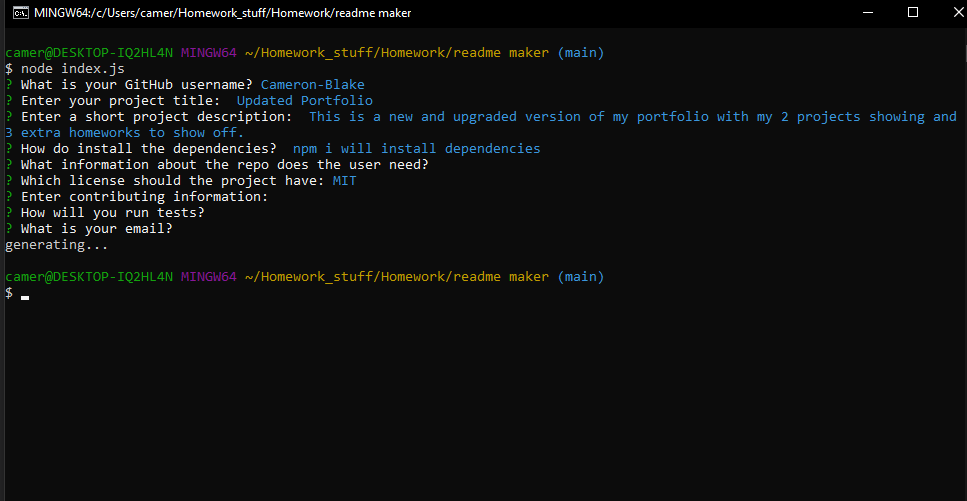 MINGW64:/c/Users/camer/Homework_stuff/Homework/readme maker
camer@DESKTOP-IQ2HL4N MINGW64 ~/Homework_stuff/Homework/readme maker (main)
$ node index.js
? What is your GitHub username? Cameron-Blake
? Enter your project title:  Updated Portfolio
? Enter a short project description:  This is a new and upgraded version of my portfolio with my 2 projects showing and
3 extra homeworks to show off.
? How do install the dependencies?  npm i will install dependencies
? What information about the repo does the user need?
? Which license should the project have: MIT
? Enter contributing information:
? How will you run tests?
? What is your email?
generating...
camer@DESKTOP-IQ2HL4N MINGW64 ~/Homework_stuff/Homework/readme maker (main)
$